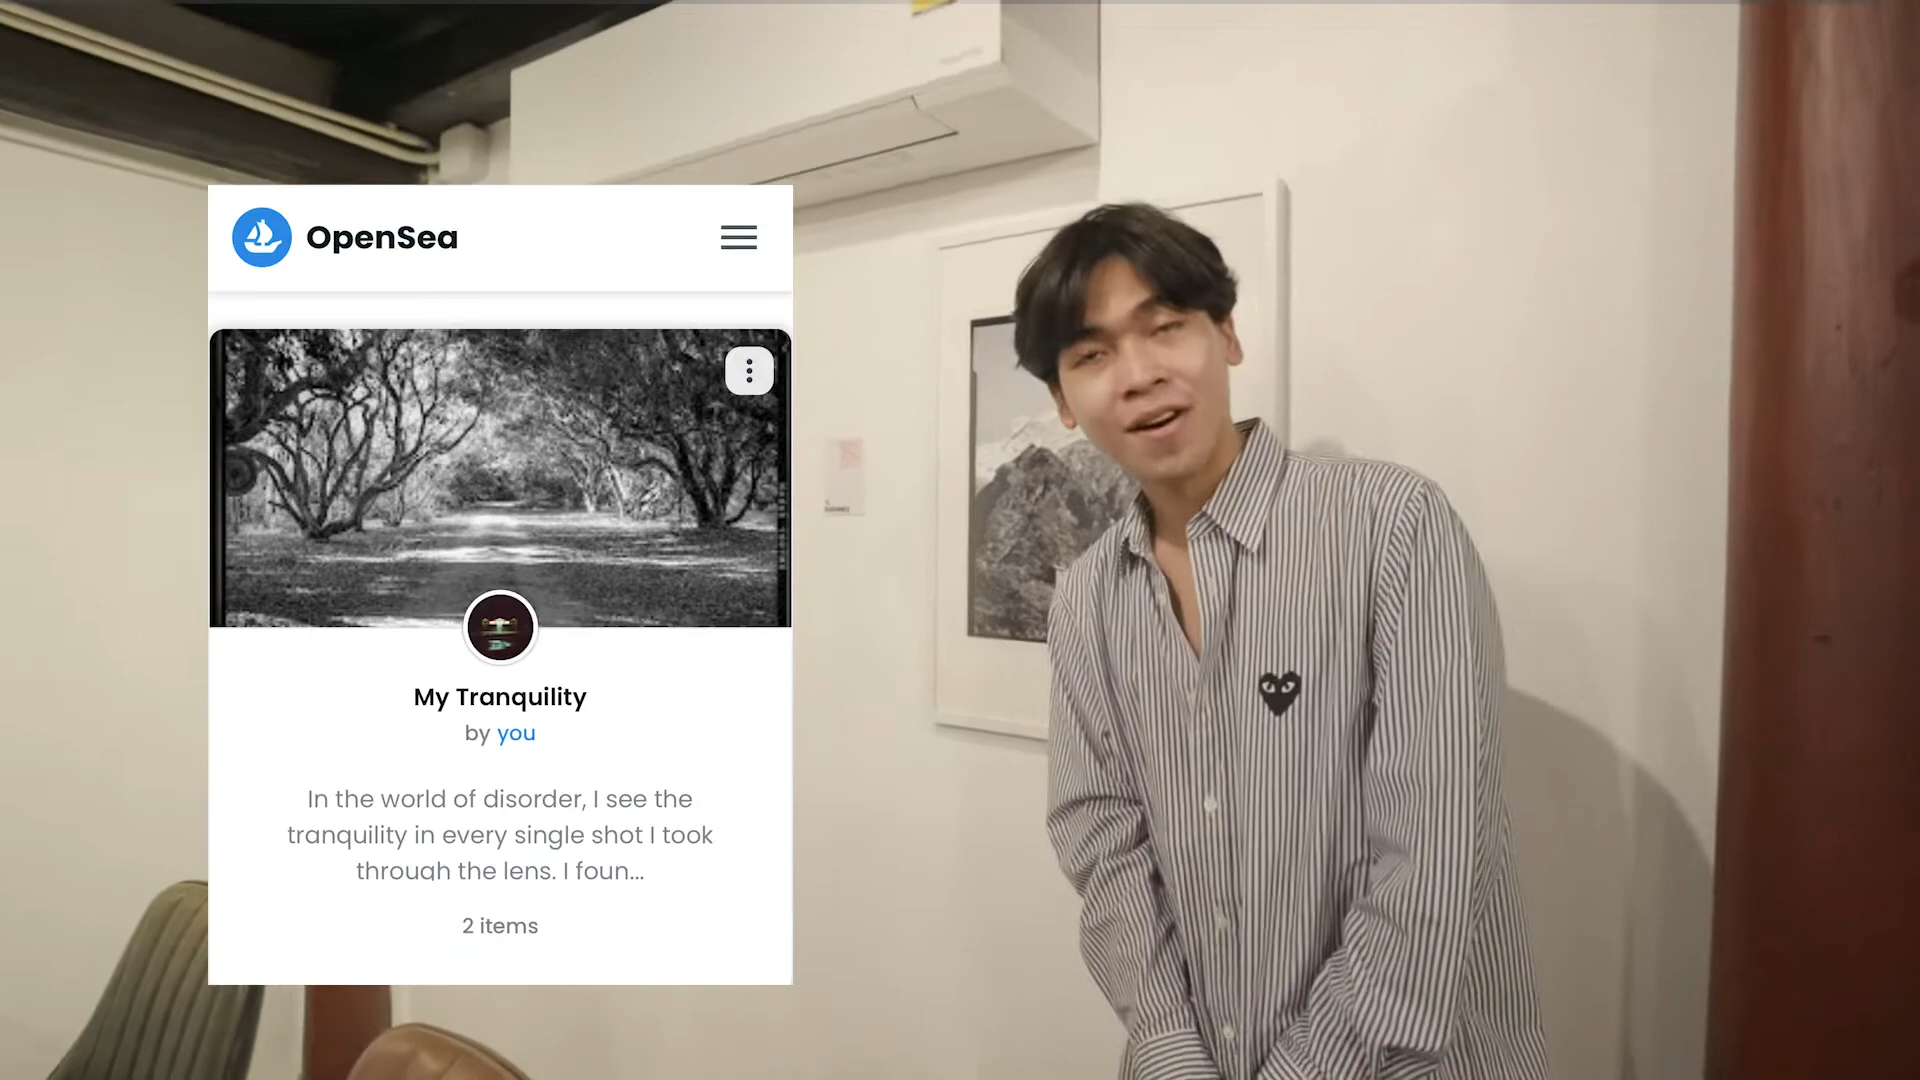 OpenSea
My Tranquility
by you
In the world of disorder, I see the
tranquility in every single shot I took
through the lens. I foun...
2 items